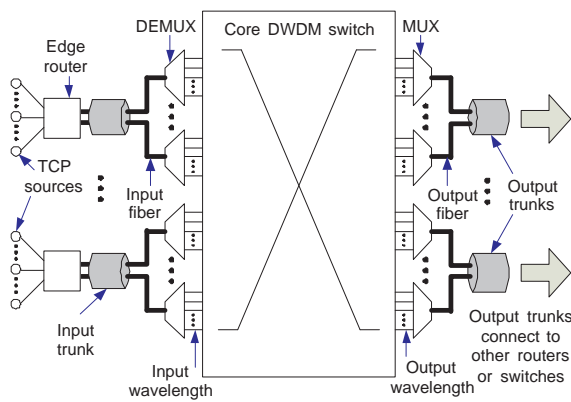 DEMUX
Core DWDM switch
MUX
Edge
router
TCP
sources
Input
fiber
Output
fiber
Output
trunks
Input
trunk
Input
wavelength
Output
wavelength
Output trunks
connect to
other routers
or switches